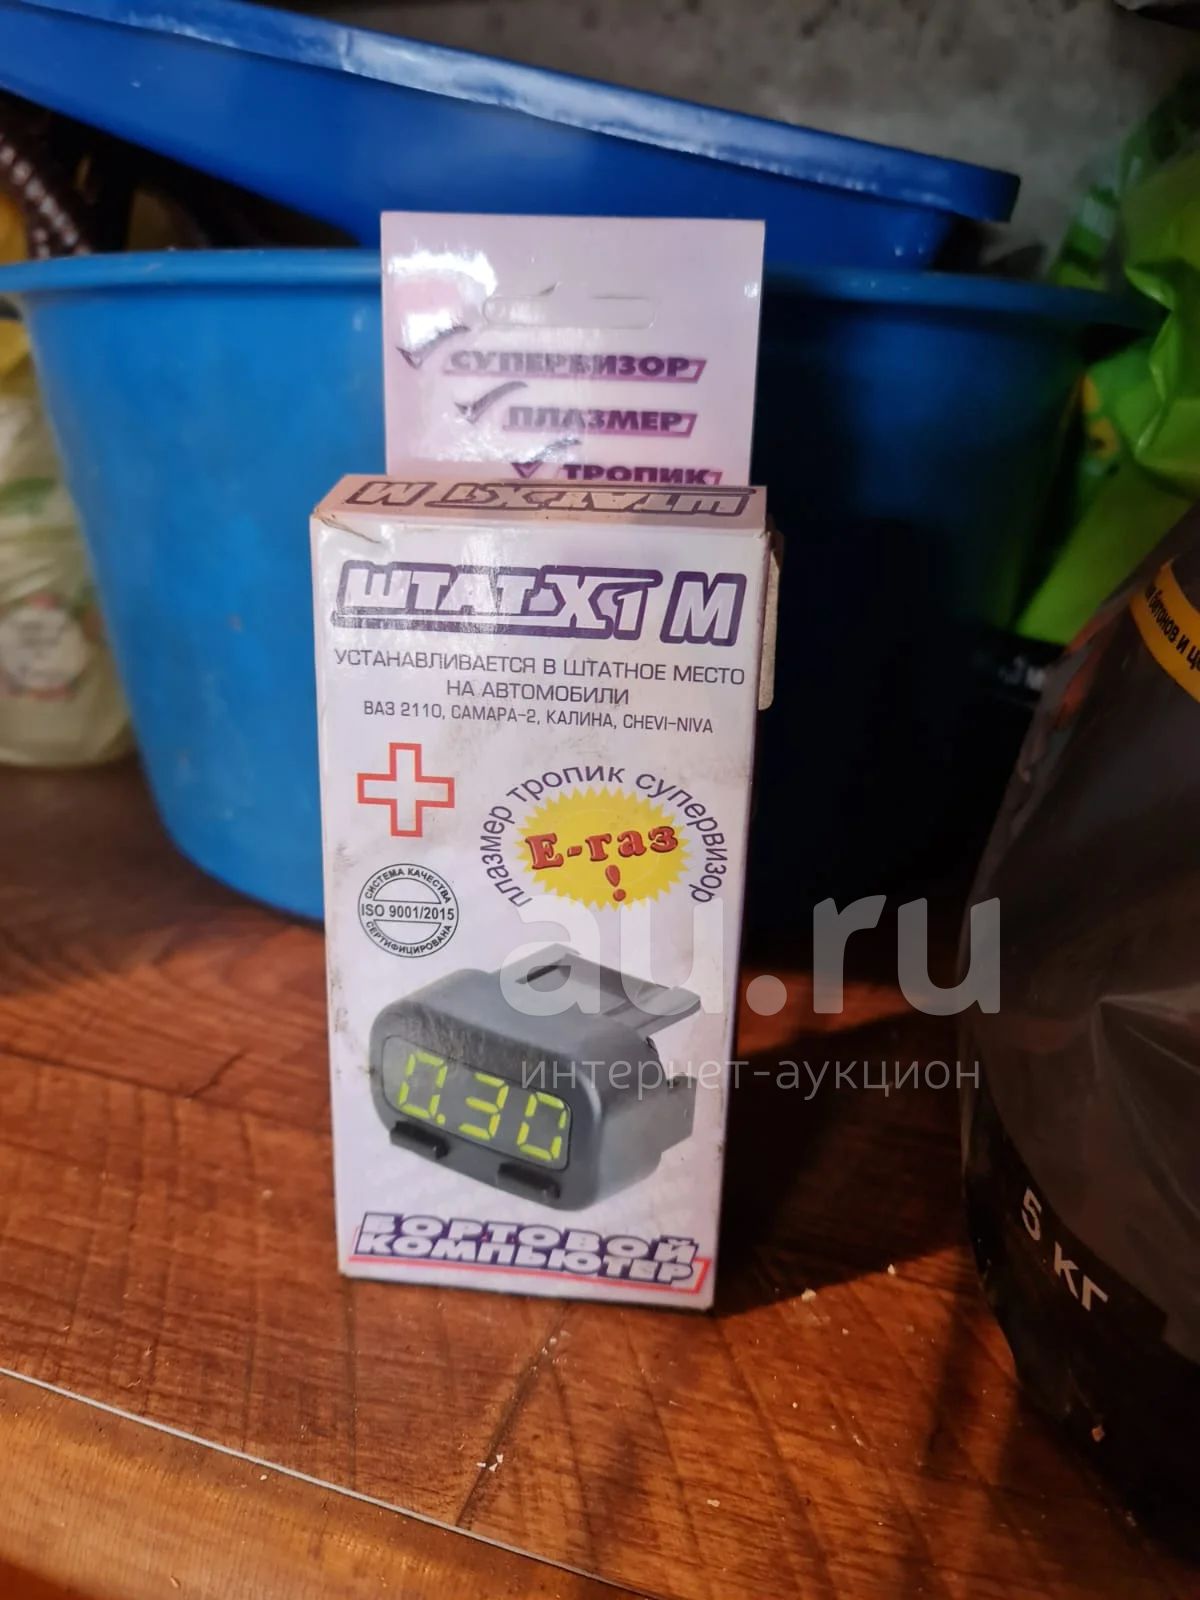 СУПЕРВИЗОР
ПЛАЗМЕР
ТРОПИК
ШТАТ X1 М
ШТАТ X1 М
УСТАНАВЛИВАЕТСЯ В ШТАТНОЕ МЕСТО
НА АВТОМОБИЛИ
ВАЗ 2110, САМАРА-2, КАЛИНА, CHEVI-NIVA
плазмер тропик супервизор
Е-газ
!
СИСТЕМА КАЧЕСТВА
ISO 9001/2015
СЕРТИФИЦИРОВАНА
0.30
БОРТОВОЙ
КОМПЬЮТЕР
au.ru
интернет-аукцион
бетонов и
5 кг